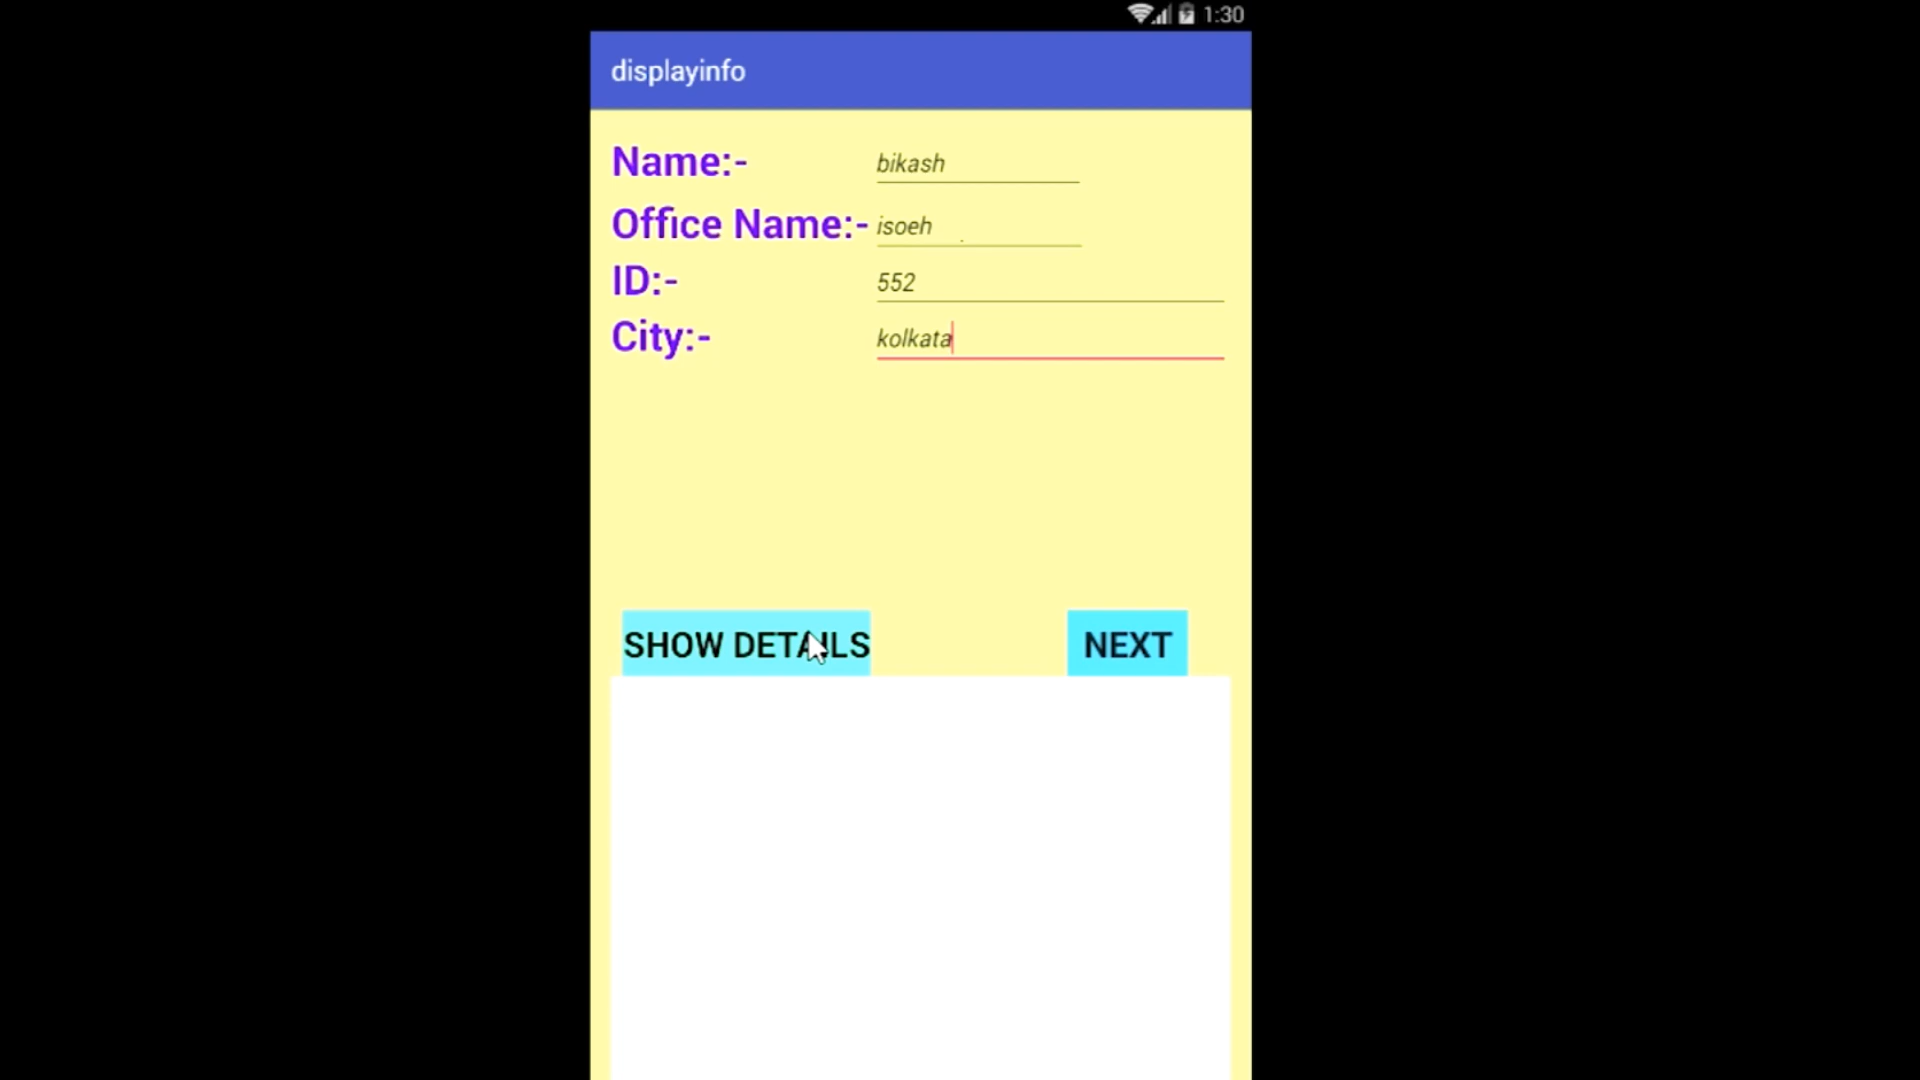 1:30
displayinfo
Name:- bikash
Office Name:- isoeh
ID:- 552
City:- kolkata
SHOW DETAILS NEXT